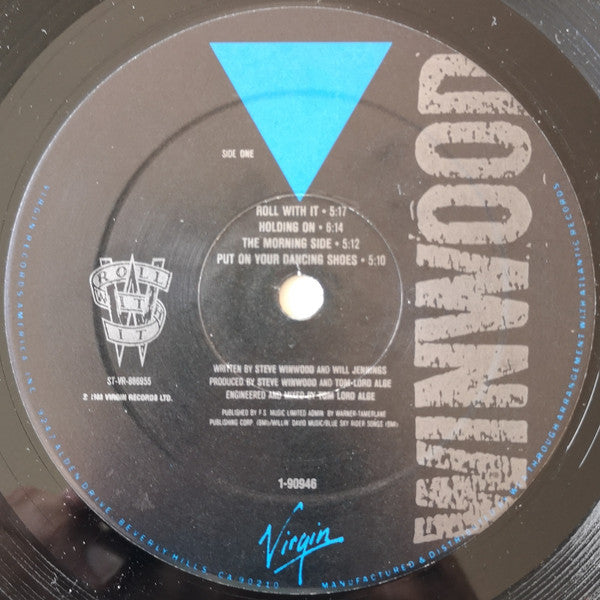 WINWOOD
SIDE ONE
ROLL WITH IT • 5:17
HOLDING ON • 6:14
THE MORNING SIDE • 5:12
PUT ON YOUR DANCING SHOES • 5:10
ROLL
WITH
IT
ST-VR-886955
℗ 1988 VIRGIN RECORDS LTD.
WRITTEN BY STEVE WINWOOD AND WILL JENNINGS
PRODUCED BY STEVE WINWOOD AND TOM LORD ALGE
ENGINEERED AND MIXED BY TOM LORD ALGE
PUBLISHED BY F.S. MUSIC LIMITED ADMIN. BY WARNER-TAMERLANE
PUBLISHING CORP. (BMI)/WILLIN' DAVID MUSIC/BLUE SKY RIDER SONGS (BMI)
1-90946
Virgin
VIRGIN RECORDS AMERICA, INC. 9247 ALDEN DRIVE, BEVERLY HILLS, CA 90210
MANUFACTURED & DISTRIBUTED THROUGH ARRANGEMENT WITH ATLANTIC RECORDS